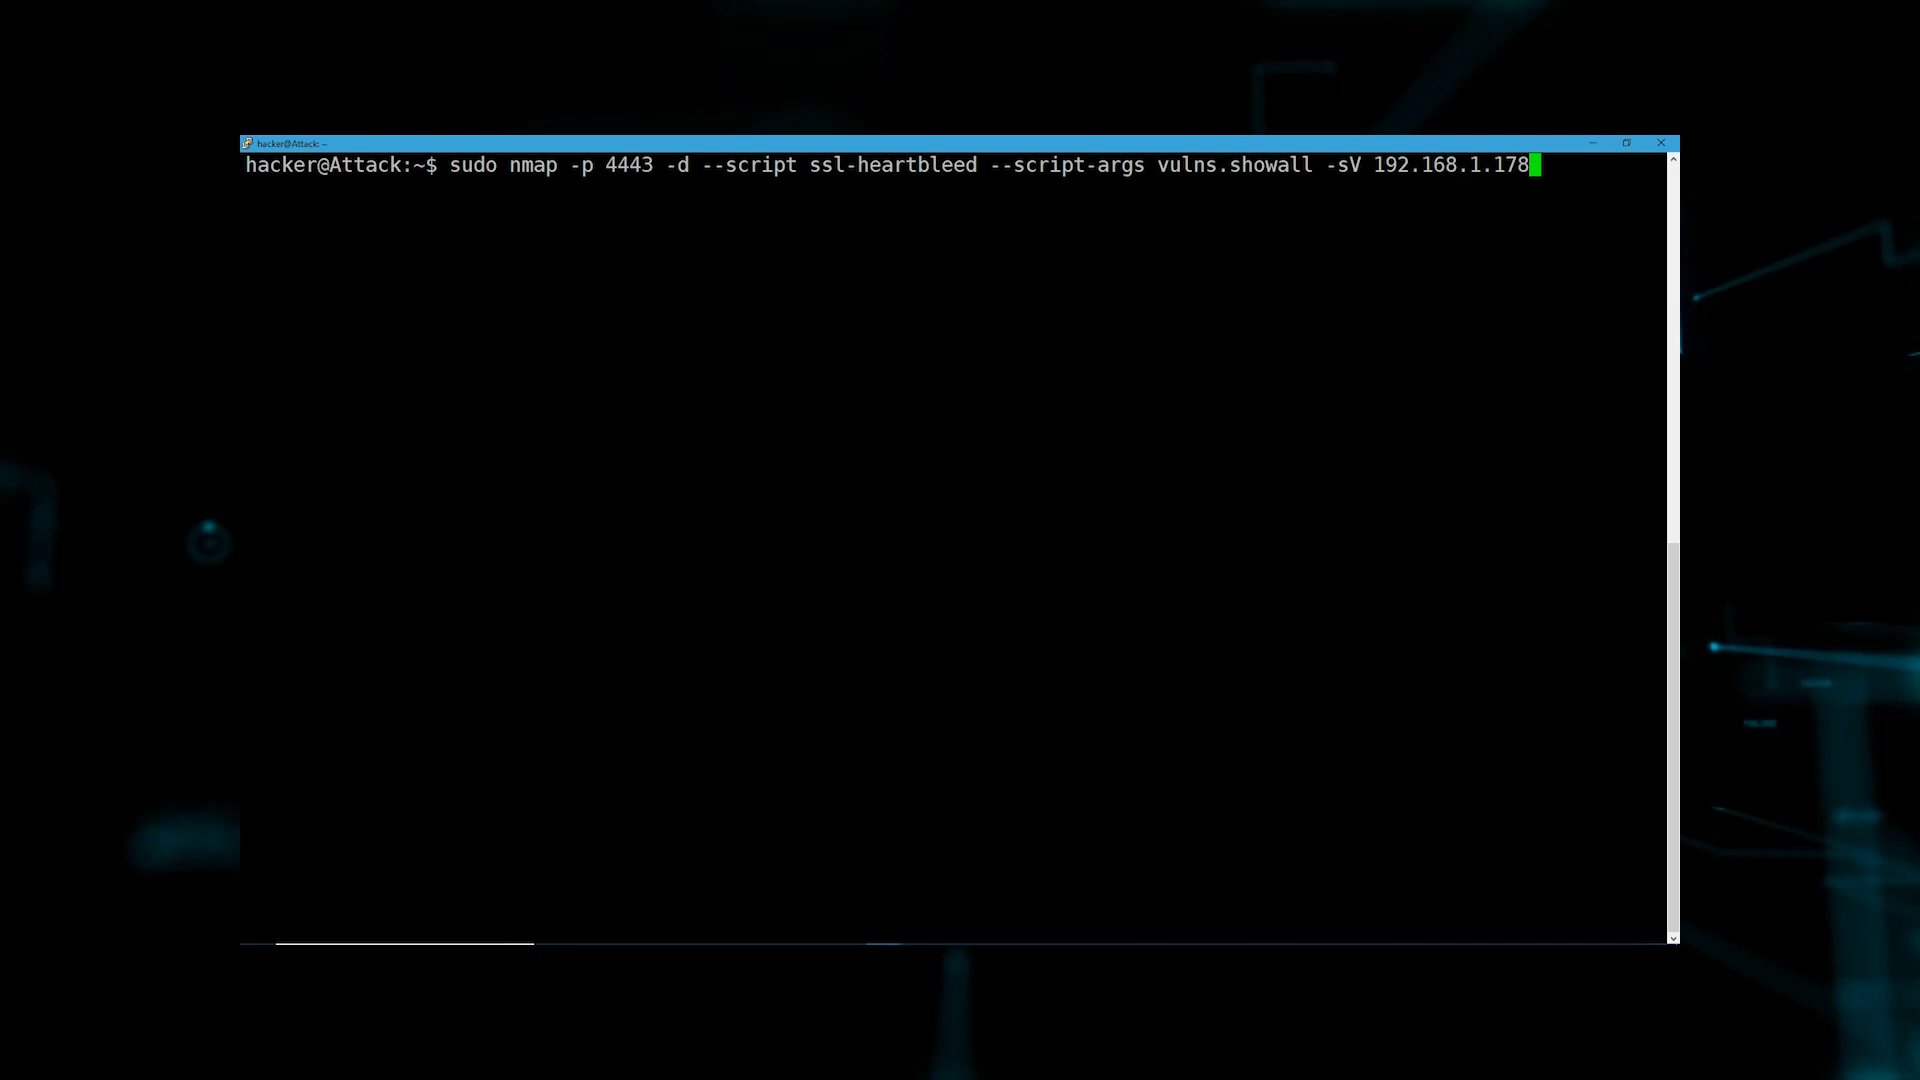 hacker@Attack: ~
hacker@Attack:~$ sudo nmap -p 4443 -d --script ssl-heartbleed --script-args vulns.showall -sV 192.168.1.178